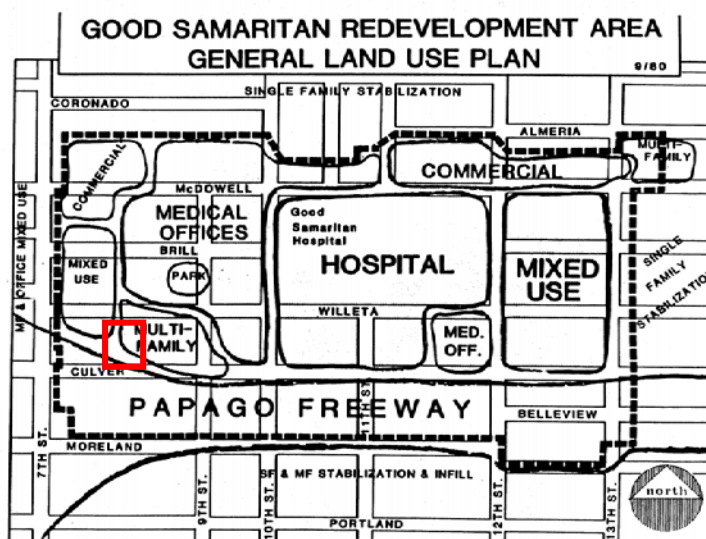 GOOD SAMARITAN REDEVELOPMENT AREA
GENERAL LAND USE PLAN
9/80
SINGLE FAMILY STABILIZATION
CORONADO
ALMERIA
MULTI-
FAMILY
COMMERCIAL
COMMERCIAL
McDOWELL
MEDICAL
OFFICES
Good
Samaritan
Hospital
HOSPITAL
MIXED
USE
BRILL
PARK
MIXED
USE
MF & OFFICE MIXED USE
SINGLE
FAMILY
STABILIZATION
WILLETA
MULTI-
FAMILY
MED.
OFF.
CULVER
PAPAGO FREEWAY
11TH ST.
BELLEVIEW
MORELAND
7TH ST.
SF & MF STABILIZATION & INFILL
9TH ST.
10TH ST.
12TH ST.
13TH ST.
PORTLAND
north